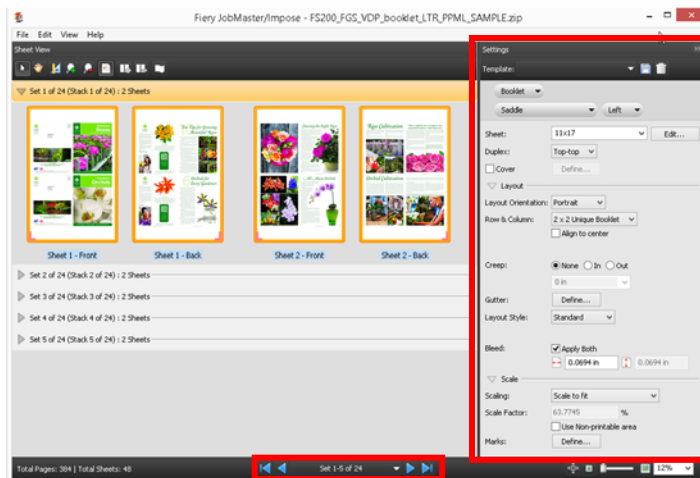 Fiery JobMaster/Impose - FS200_FGS_VDP_booklet_LTR_PPML_SAMPLE.zip
File Edit View Help
Sheet View
Set 1 of 24 (Stack 1 of 24) : 2 Sheets
Sheet 1 - Front
Sheet 1 - Back
Sheet 2 - Front
Sheet 2 - Back
Set 2 of 24 (Stack 2 of 24) : 2 Sheets
Set 3 of 24 (Stack 3 of 24) : 2 Sheets
Set 4 of 24 (Stack 4 of 24) : 2 Sheets
Set 5 of 24 (Stack 5 of 24) : 2 Sheets
Total Pages: 384 | Total Sheets: 48
Set 1-5 of 24
Settings
Template:
Booklet
Saddle Left
Sheet: 11x17 Edit...
Duplex: Top-top
Cover Define...
Layout
Layout Orientation: Portrait
Row & Column: 2 x 2 Unique Booklet
Align to center
Creep: None In Out
0 in
Gutter: Define...
Layout Style: Standard
Bleed: Apply Both
0.0694 in 0.0694 in
Scale
Scaling: Scale to fit
Scale Factor: 63.7745 %
Use Non-printable area
Marks: Define...
12%